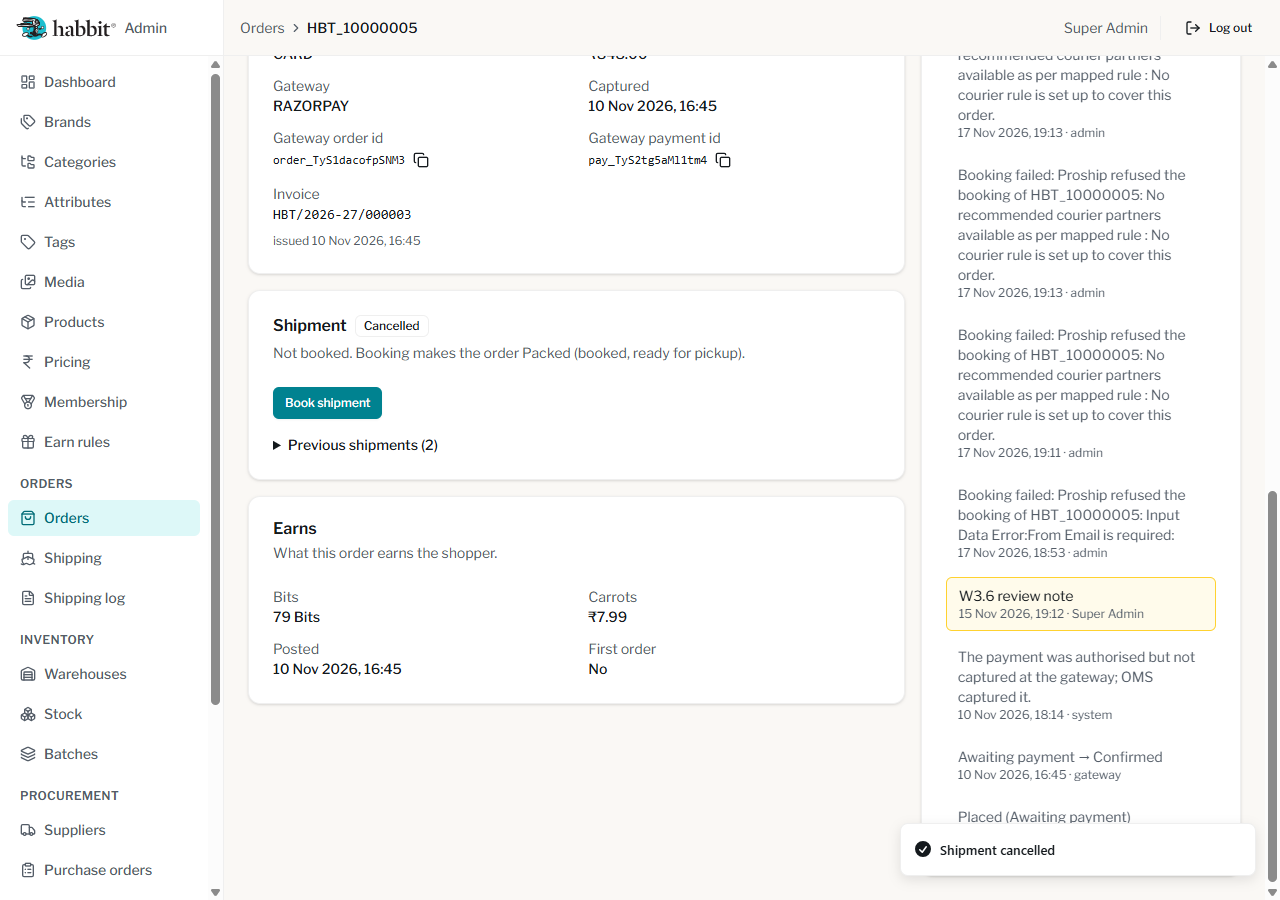 habbit® Admin
Orders > HBT_10000005
Super Admin
Log out
Dashboard
Brands
Categories
Attributes
Tags
Media
Products
Pricing
Membership
Earn rules
ORDERS
Orders
Shipping
Shipping log
INVENTORY
Warehouses
Stock
Batches
PROCUREMENT
Suppliers
Purchase orders
Gateway
RAZORPAY
Captured
10 Nov 2026, 16:45
Gateway order id
order_TyS1dacofpSNM3
Gateway payment id
pay_TyS2tg5aMl1tm4
Invoice
HBT/2026-27/000003
issued 10 Nov 2026, 16:45
Shipment Cancelled
Not booked. Booking makes the order Packed (booked, ready for pickup).
Book shipment
▶ Previous shipments (2)
Earns
What this order earns the shopper.
Bits
79 Bits
Carrots
₹7.99
Posted
10 Nov 2026, 16:45
First order
No
recommended courier partners
available as per mapped rule : No
courier rule is set up to cover this
order.
17 Nov 2026, 19:13 · admin
Booking failed: Proship refused the
booking of HBT_10000005: No
recommended courier partners
available as per mapped rule : No
courier rule is set up to cover this
order.
17 Nov 2026, 19:13 · admin
Booking failed: Proship refused the
booking of HBT_10000005: No
recommended courier partners
available as per mapped rule : No
courier rule is set up to cover this
order.
17 Nov 2026, 19:11 · admin
Booking failed: Proship refused the
booking of HBT_10000005: Input
Data Error:From Email is required:
17 Nov 2026, 18:53 · admin
W3.6 review note
15 Nov 2026, 19:12 · Super Admin
The payment was authorised but not
captured at the gateway; OMS
captured it.
10 Nov 2026, 18:14 · system
Awaiting payment → Confirmed
10 Nov 2026, 16:45 · gateway
Placed (Awaiting payment)
Shipment cancelled